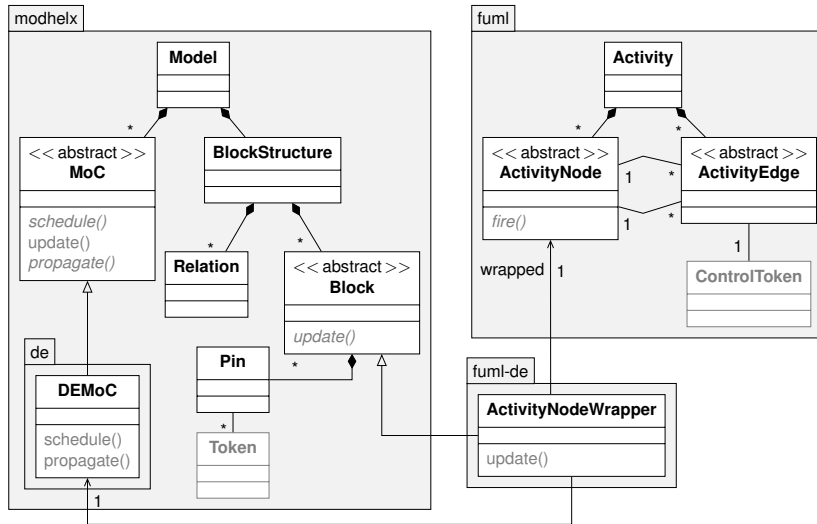 modhelx
Model
*
<< abstract >>
MoC
schedule()
update()
propagate()
BlockStructure
*
*
Relation
<< abstract >>
Block
update()
de
DEMoC
schedule()
propagate()
1
Pin
*
*
Token
fuml
Activity
*
*
<< abstract >>
ActivityNode
fire()
1
*
1
*
<< abstract >>
ActivityEdge
1
ControlToken
wrapped
1
fuml-de
ActivityNodeWrapper
update()